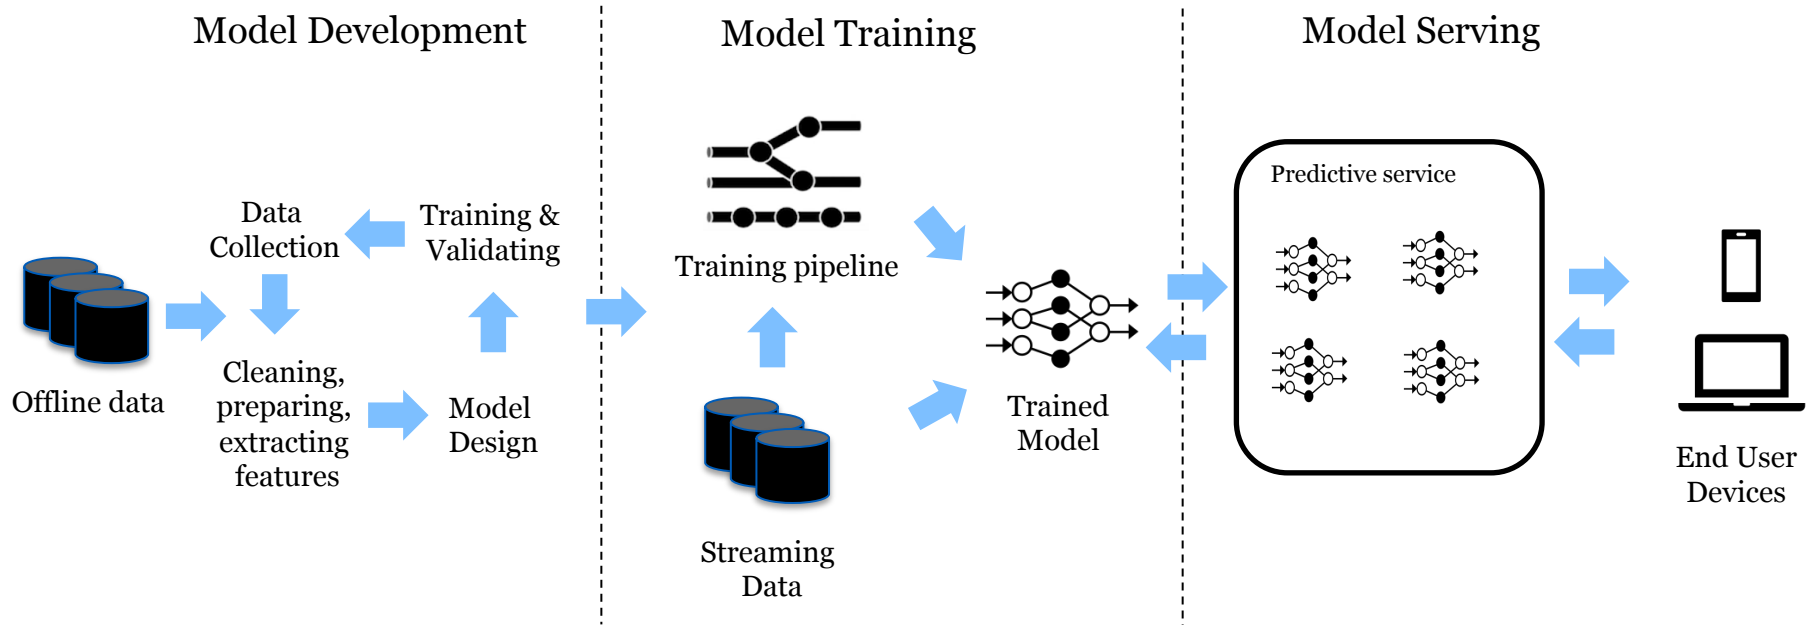 Model Development
Model Training
Model Serving
Data
Collection
Training &
Validating
Offline data
Cleaning,
preparing,
extracting
features
Model
Design
Training pipeline
Streaming
Data
Trained
Model
Predictive service
End User
Devices